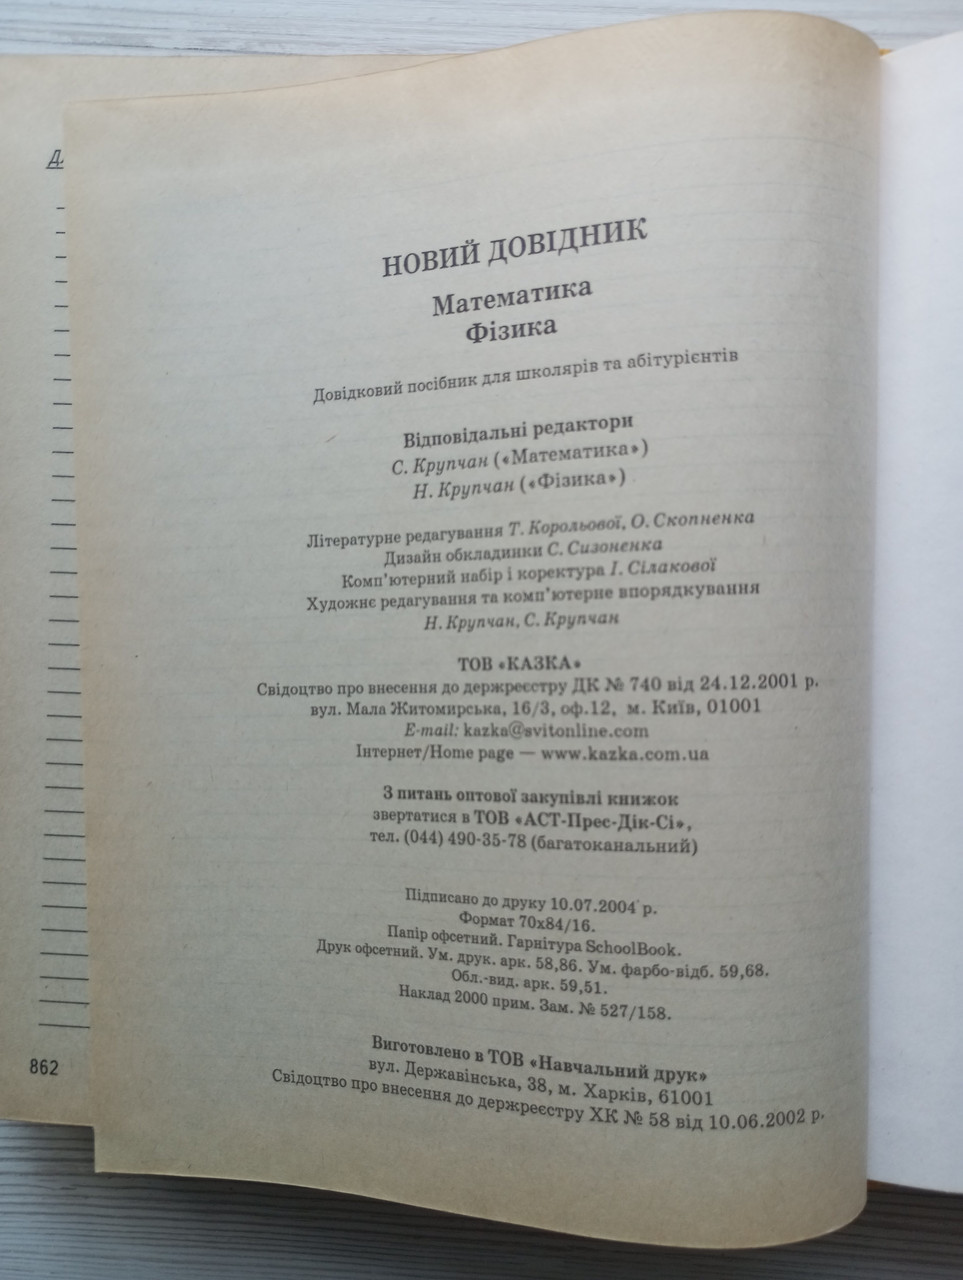 НОВИЙ ДОВІДНИК
Математика
Фізика
Довідковий посібник для школярів та абітурієнтів
Відповідальні редактори
С. Крупчан («Математика»)
Н. Крупчан («Фізика»)
Літературне редагування Т. Корольової, О. Скопненка
Дизайн обкладинки С. Сизоненка
Комп'ютерний набір і коректура І. Сілакової
Художнє редагування та комп'ютерне впорядкування
Н. Крупчан, С. Крупчан
ТОВ «КАЗКА»
Свідоцтво про внесення до держреєстру ДК № 740 від 24.12.2001 р.
вул. Мала Житомирська, 16/3, оф.12, м. Київ, 01001
E-mail: kazka@svitonline.com
Інтернет/Home page — www.kazka.com.ua
З питань оптової закупівлі книжок
звертатися в ТОВ «АСТ-Прес-Дік-Сі»,
тел. (044) 490-35-78 (багатоканальний)
Підписано до друку 10.07.2004 р.
Формат 70х84/16.
Папір офсетний. Гарнітура SchoolBook.
Друк офсетний. Ум. друк. арк. 58,86. Ум. фарбо-відб. 59,68.
Обл.-вид. арк. 59,51.
Наклад 2000 прим. Зам. № 527/158.
Виготовлено в ТОВ «Навчальний друк»
вул. Державінська, 38, м. Харків, 61001
Свідоцтво про внесення до держреєстру ХК № 58 від 10.06.2002 р.
862